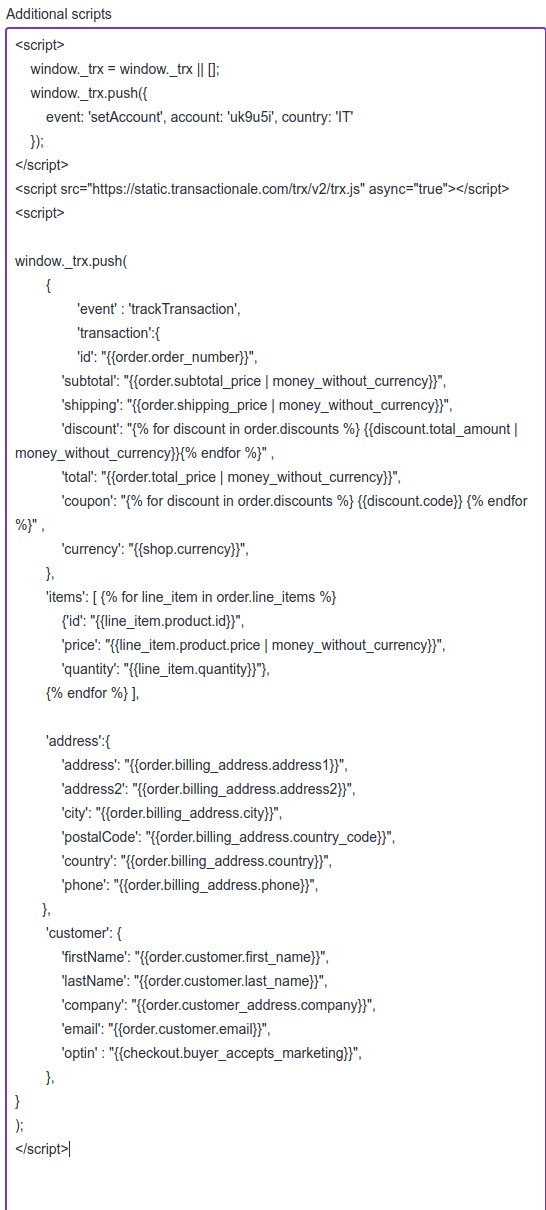 Additional scripts
<script>
window._trx = window._trx || [];
window._trx.push({
event: 'setAccount', account: 'uk9u5i', country: 'IT'
});
</script>
<script src="https://static.transactionale.com/trx/v2/trx.js" async="true"></script>
<script>
window._trx.push(
{
'event' : 'trackTransaction',
'transaction':{
'id': "{{order.order_number}}",
'subtotal': "{{order.subtotal_price | money_without_currency}}",
'shipping': "{{order.shipping_price | money_without_currency}}",
'discount': "{% for discount in order.discounts %} {{discount.total_amount |
money_without_currency}}{% endfor %}" ,
'total': "{{order.total_price | money_without_currency}}",
'coupon': "{% for discount in order.discounts %} {{discount.code}} {% endfor
%}" ,
'currency': "{{shop.currency}}",
},
'items': [ {% for line_item in order.line_items %}
{'id': "{{line_item.product.id}}",
'price': "{{line_item.product.price | money_without_currency}}",
'quantity': "{{line_item.quantity}}"},
{% endfor %} ],
'address':{
'address': "{{order.billing_address.address1}}",
'address2': "{{order.billing_address.address2}}",
'city': "{{order.billing_address.city}}",
'postalCode': "{{order.billing_address.country_code}}",
'country': "{{order.billing_address.country}}",
'phone': "{{order.billing_address.phone}}",
},
'customer': {
'firstName': "{{order.customer.first_name}}",
'lastName': "{{order.customer.last_name}}",
'company': "{{order.customer_address.company}}",
'email': "{{order.customer.email}}",
'optin' : "{{checkout.buyer_accepts_marketing}}",
},
}
);
</script>